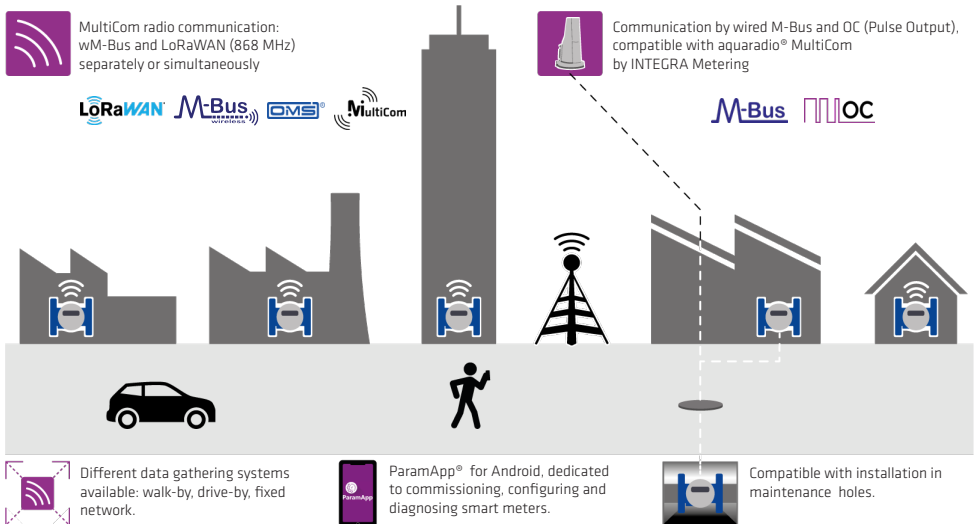 MultiCom radio communication:
wM-Bus and LoRaWAN (868 MHz)
separately or simultaneously
LoRaWAN M-Bus wireless OMS® MultiCom
Communication by wired M-Bus and OC (Pulse Output),
compatible with aquaradio® MultiCom
by INTEGRA Metering
M-Bus OC
Different data gathering systems
available: walk-by, drive-by, fixed
network.
ParamApp
ParamApp® for Android, dedicated
to commissioning, configuring and
diagnosing smart meters.
Compatible with installation in
maintenance holes.